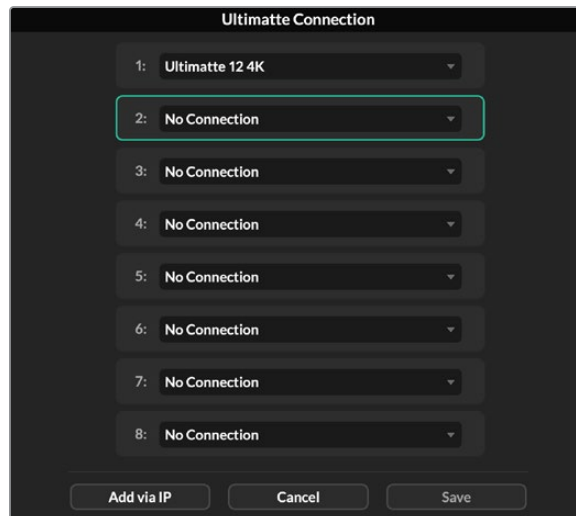 Ultimatte Connection
1: Ultimatte 12 4K
2: No Connection
3: No Connection
4: No Connection
5: No Connection
6: No Connection
7: No Connection
8: No Connection
Add via IP Cancel Save